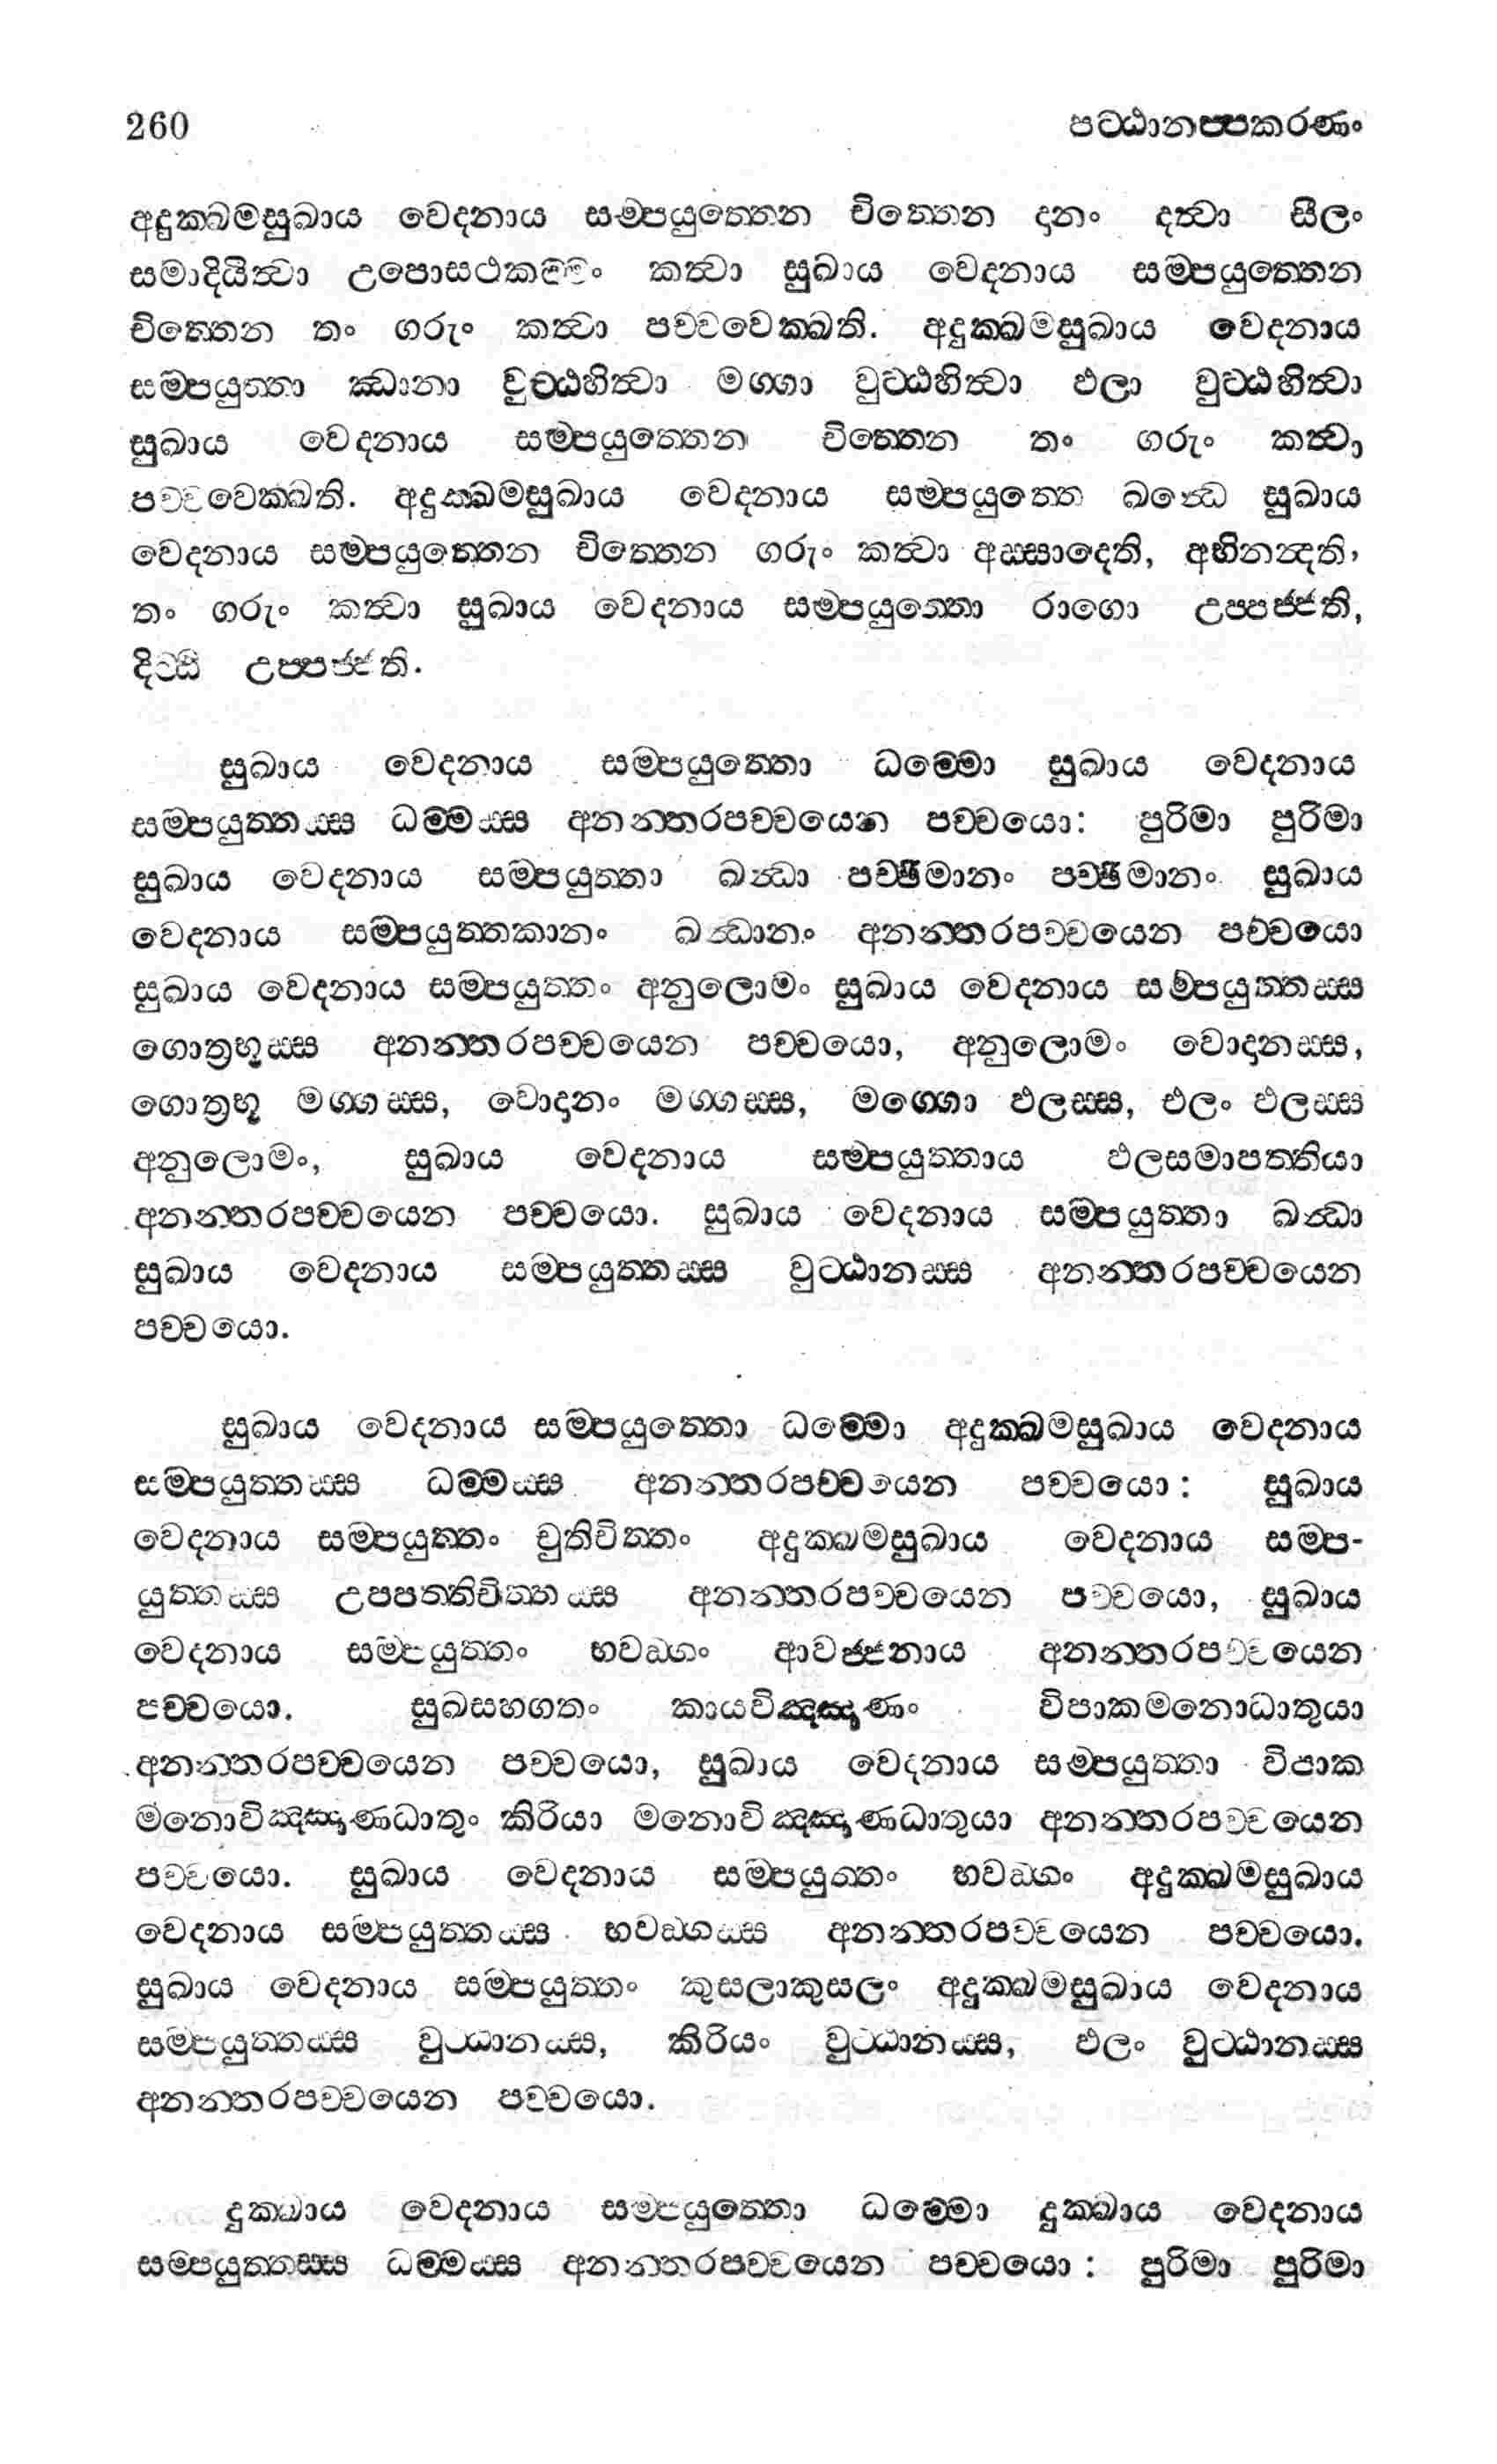 260 පට්ඨානප්පකරණං
අදුක්ඛමසුඛාය වේදනාය සම්පයුත්තෙන චිත්තෙන දානං දත්වා සීලං
සමාදියිත්වා උපොසථකම්මං කත්වා සුඛාය වේදනාය සම්පයුත්තෙන
චිත්තෙන තං ගරුං කත්වා පච්චවෙක්ඛති. අදුක්ඛමසුඛාය වෙදනාය
සම්පයුත්තා ඣානා වුට්ඨහිත්වා මග්ගා වුට්ඨහිත්වා ඵලා වුට්ඨහිත්වා
සුඛාය වෙදනාය සම්පයුත්තෙන චිත්තෙන තං ගරුං කත්වා
පච්චවෙක්ඛති. අදුක්ඛමසුඛාය වෙදනාය සම්පයුත්තෙ ඛන්ධෙ සුඛාය
වෙදනාය සම්පයුත්තෙන චිත්තෙන ගරුං කත්වා අස්සාදෙති, අභිනන්දති,
තං ගරුං කත්වා සුඛාය වෙදනාය සම්පයුත්තො රාගො උප්පජ්ජති,
දිට්ඨි උප්පජ්ජති.
සුඛාය වෙදනාය සම්පයුත්තො ධම්මො සුඛාය වෙදනාය
සම්පයුත්තස්ස ධම්මස්ස අනන්තරපච්චයෙන පච්චයො: පුරිමා පුරිමා
සුඛාය වෙදනාය සම්පයුත්තා ඛන්ධා පච්ඡිමානං පච්ඡිමානං සුඛාය
වෙදනාය සම්පයුත්තකානං ඛන්ධානං අනන්තරපච්චයෙන පච්චයො
සුඛාය වෙදනාය සම්පයුත්තං අනුලොමං සුඛාය වෙදනාය සම්පයුත්තස්ස
ගොත්‍රභූස්ස අනන්තරපච්චයෙන පච්චයො, අනුලොමං වොදානස්ස,
ගොත්‍රභූ මග්ගස්ස, වොදානං මග්ගස්ස, මග්ගො ඵලස්ස, එලං ඵලස්ස
අනුලොමං, සුඛාය වෙදනාය සම්පයුත්තාය ඵලසමාපත්තියා
අනන්තරපච්චයෙන පච්චයො. සුඛාය වෙදනාය සම්පයුත්තා ඛන්ධා
සුඛාය වෙදනාය සම්පයුත්තස්ස වුට්ඨානස්ස අනන්තරපච්චයෙන
පච්චයො.
සුඛාය වෙදනාය සම්පයුත්තො ධම්මො අදුක්ඛමසුඛාය වෙදනාය
සම්පයුත්තස්ස ධම්මස්ස අනන්තරපච්චයෙන පච්චයො: සුඛාය
වෙදනාය සම්පයුත්තං චුතිචිත්තං අදුක්ඛමසුඛාය වෙදනාය සම්ප-
යුත්තස්ස උපපත්තිචිත්තස්ස අනන්තරපච්චයෙන පච්චයො, සුඛාය
වෙදනාය සම්පයුත්තං භවඞ්ගං ආවජ්ජනාය අනන්තරපච්චයෙන
පච්චයො. සුඛසහගතං කායවිඤ්ඤාණං විපාකමනොධාතුයා
අනන්තරපච්චයෙන පච්චයො, සුඛාය වෙදනාය සම්පයුත්තා විපාක
මනොවිඤ්ඤාණධාතුං කිරියා මනොවිඤ්ඤාණධාතුයා අනන්තරපච්චයෙන
පච්චයො. සුඛාය වෙදනාය සම්පයුත්තං භවඞ්ගං අදුක්ඛමසුඛාය
වෙදනාය සම්පයුත්තස්ස භවඞ්ගස්ස අනන්තරපච්චයෙන පච්චයො.
සුඛාය වෙදනාය සම්පයුත්තං කුසලාකුසලං අදුක්ඛමසුඛාය වෙදනාය
සම්පයුත්තස්ස වුට්ඨානස්ස, කිරියං වුට්ඨානස්ස, ඵලං වුට්ඨානස්ස
අනන්තරපච්චයෙන පච්චයො.
දුක්ඛාය වෙදනාය සම්පයුත්තො ධම්මො දුක්ඛාය වෙදනාය
සම්පයුත්තස්ස ධම්මස්ස අනන්තරපච්චයෙන පච්චයො: පුරිමා පුරිමා